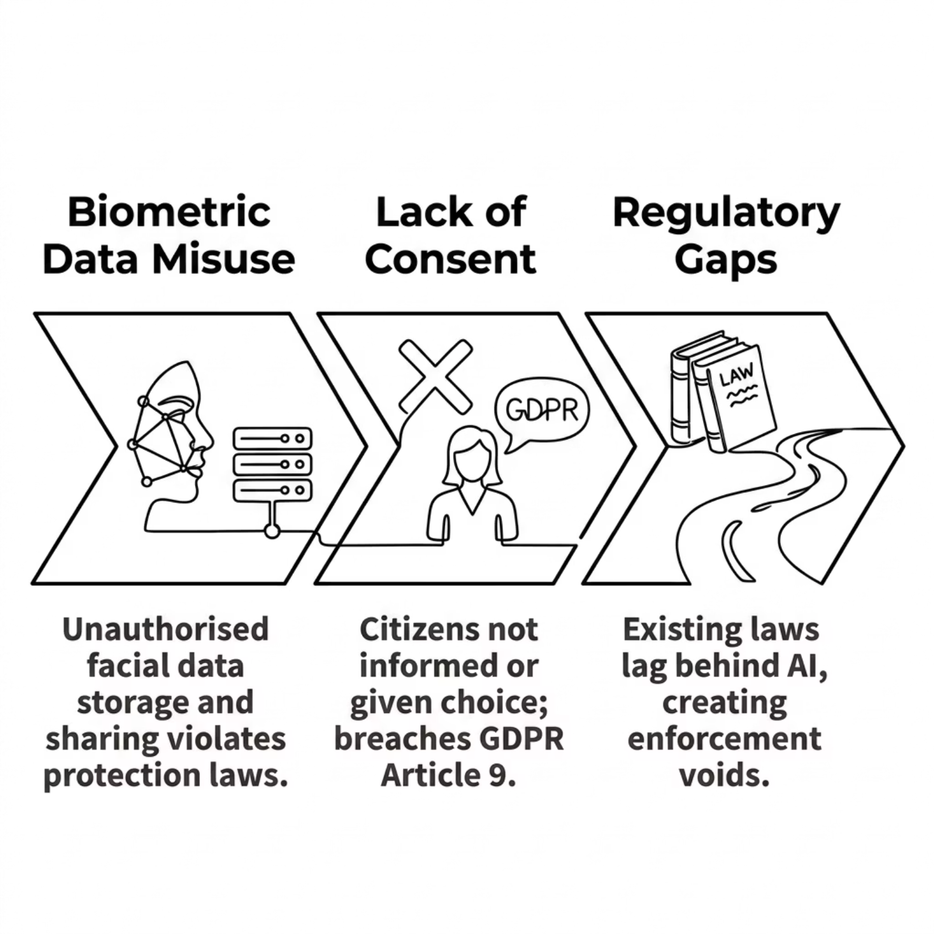 Biometric
Data Misuse
Lack of
Consent
Regulatory
Gaps
GDPR
LAW
Unauthorised
facial data
storage and
sharing violates
protection laws.
Citizens not
informed or
given choice;
breaches GDPR
Article 9.
Existing laws
lag behind AI,
creating
enforcement
voids.